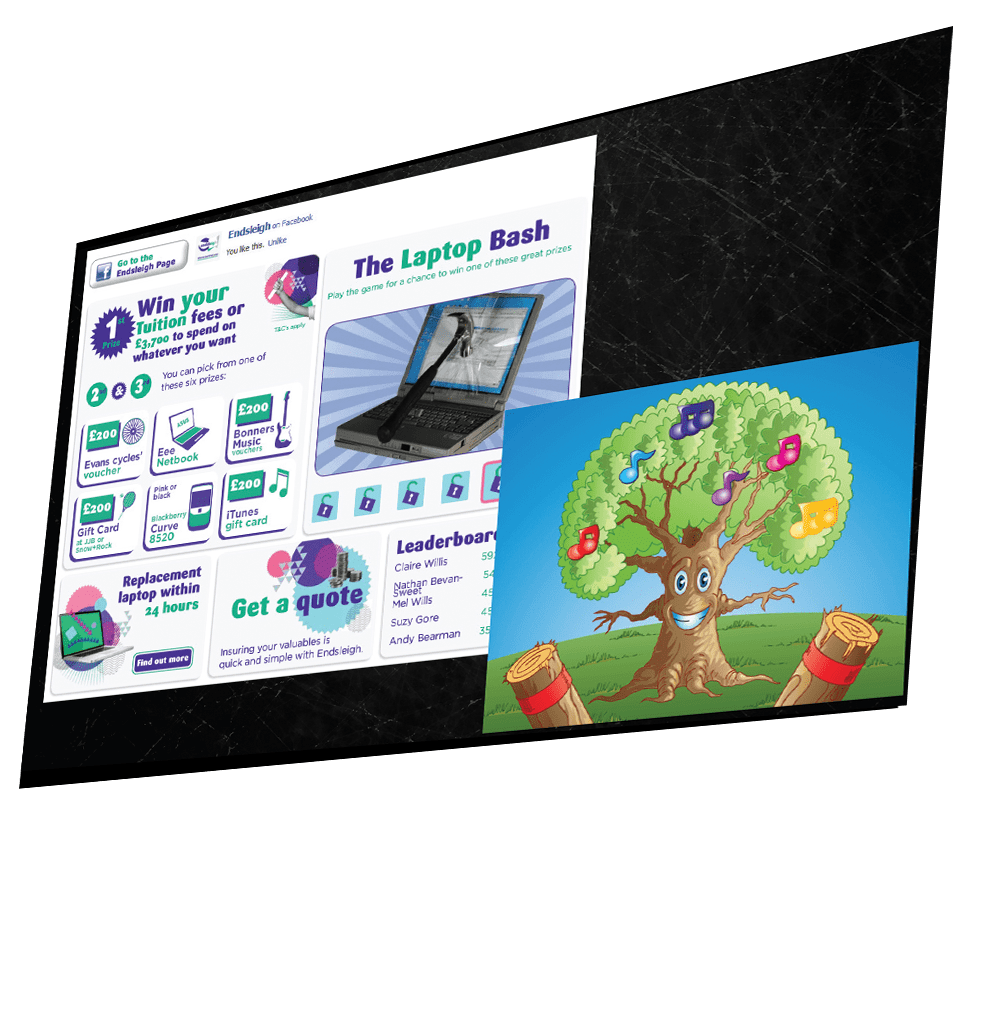 Go to the
Endsleigh Page
Endsleigh on Facebook
You like this. Unlike
1st
Prize
Win your
Tuition fees or
£3,700 to spend on
whatever you want
T&C's apply
2nd & 3rd
You can pick from one of
these six prizes:
£200
Evans cycles'
voucher
ASUS
Eee
Netbook
£200
Bonners
Music
vouchers
£200
Gift Card
at JJB or
Snow+Rock
Pink or
black
Blackberry
Curve
8520
£200
iTunes
gift card
The Laptop Bash
Play the game for a chance to win one of these great prizes
Replacement
laptop within
24 hours
Find out more
Get a quote
Insuring your valuables is
quick and simple with Endsleigh.
Leaderboar
Claire Willis 59
Nathan Bevan-
Sweet 54
Mel Wills 45
Suzy Gore 45
Andy Bearman 35